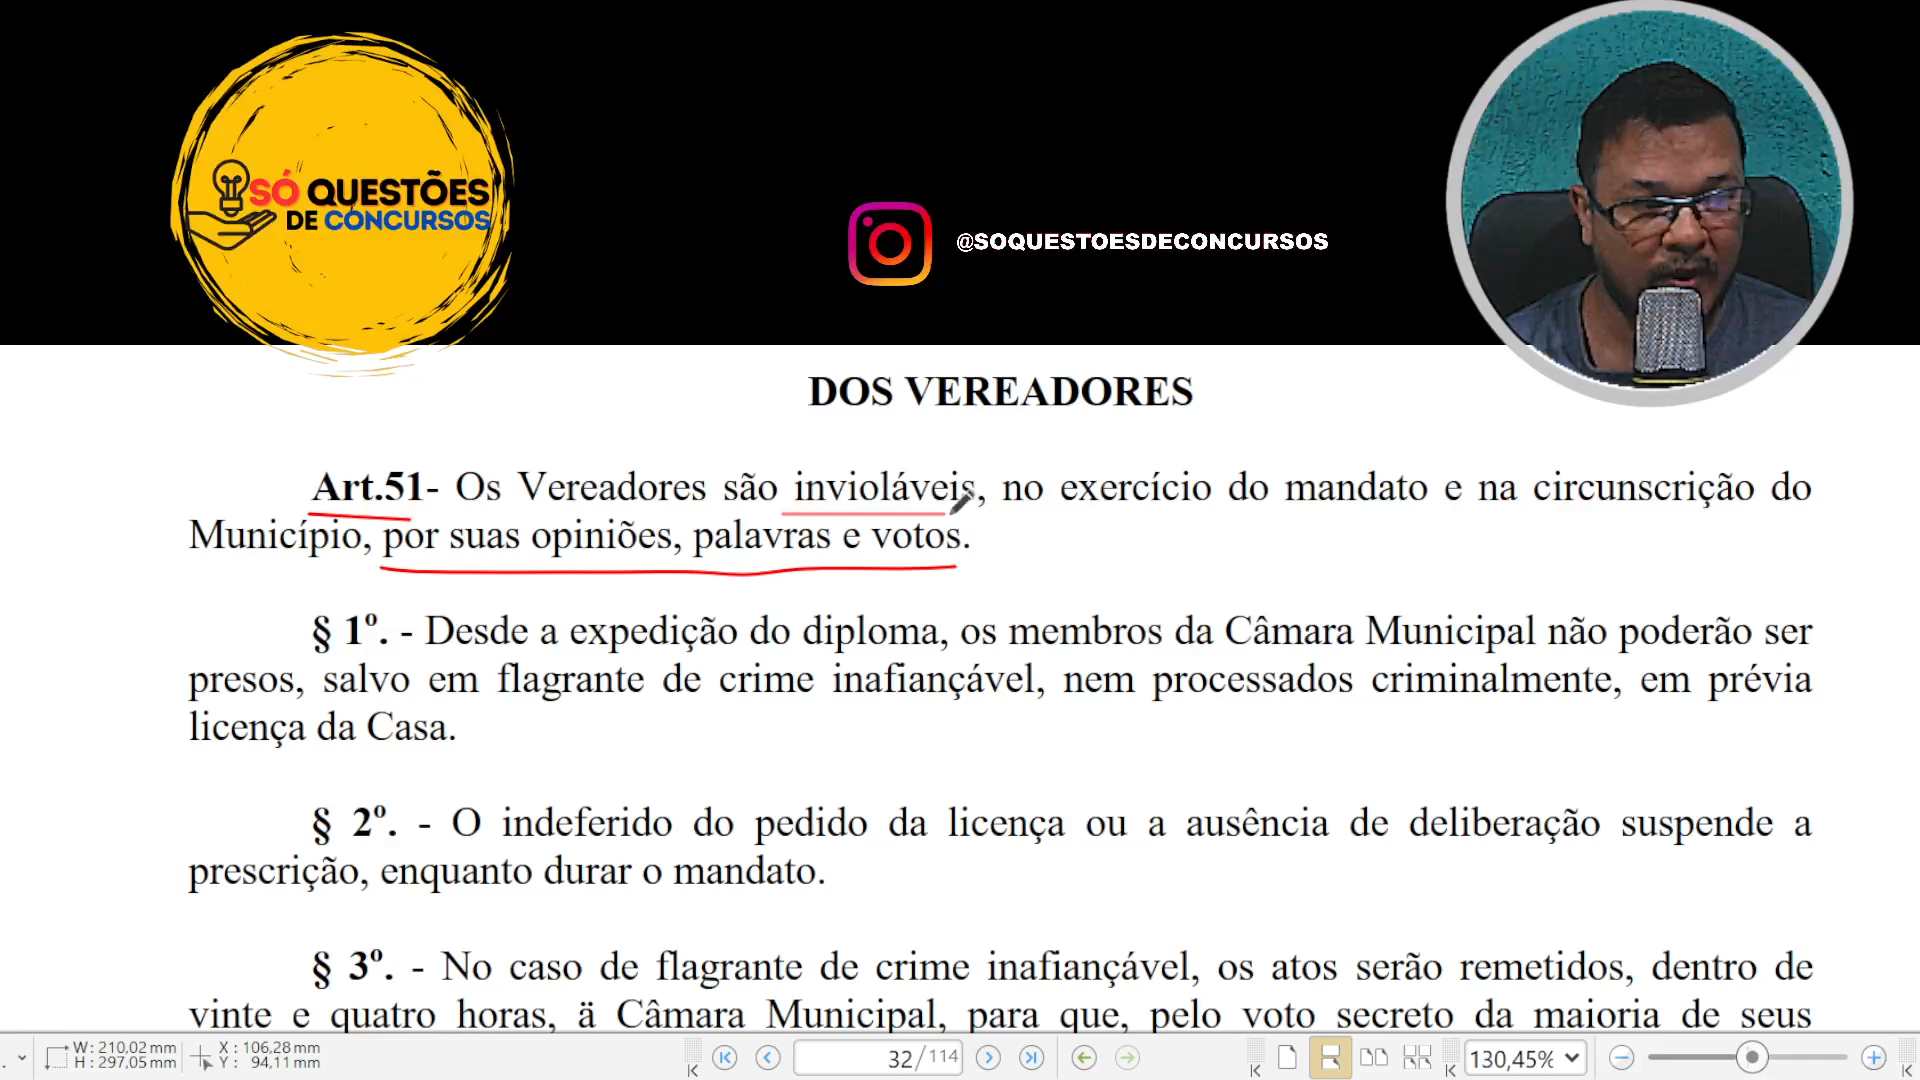 SÓ QUESTÕES
DE CONCURSOS
@SOQUESTOESDECONCURSOS
DOS VEREADORES
Art.51- Os Vereadores são invioláveis, no exercício do mandato e na circunscrição do
Município, por suas opiniões, palavras e votos.
§ 1º. - Desde a expedição do diploma, os membros da Câmara Municipal não poderão ser
presos, salvo em flagrante de crime inafiançável, nem processados criminalmente, em prévia
licença da Casa.
§ 2º. - O indeferido do pedido da licença ou a ausência de deliberação suspende a
prescrição, enquanto durar o mandato.
§ 3º. - No caso de flagrante de crime inafiançável, os atos serão remetidos, dentro de
vinte e quatro horas, ä Câmara Municipal, para que, pelo voto secreto da maioria de seus
W: 210,02 mm
H: 297,05 mm
X : 106,28 mm
Y : 94,11 mm
32/114
130,45%